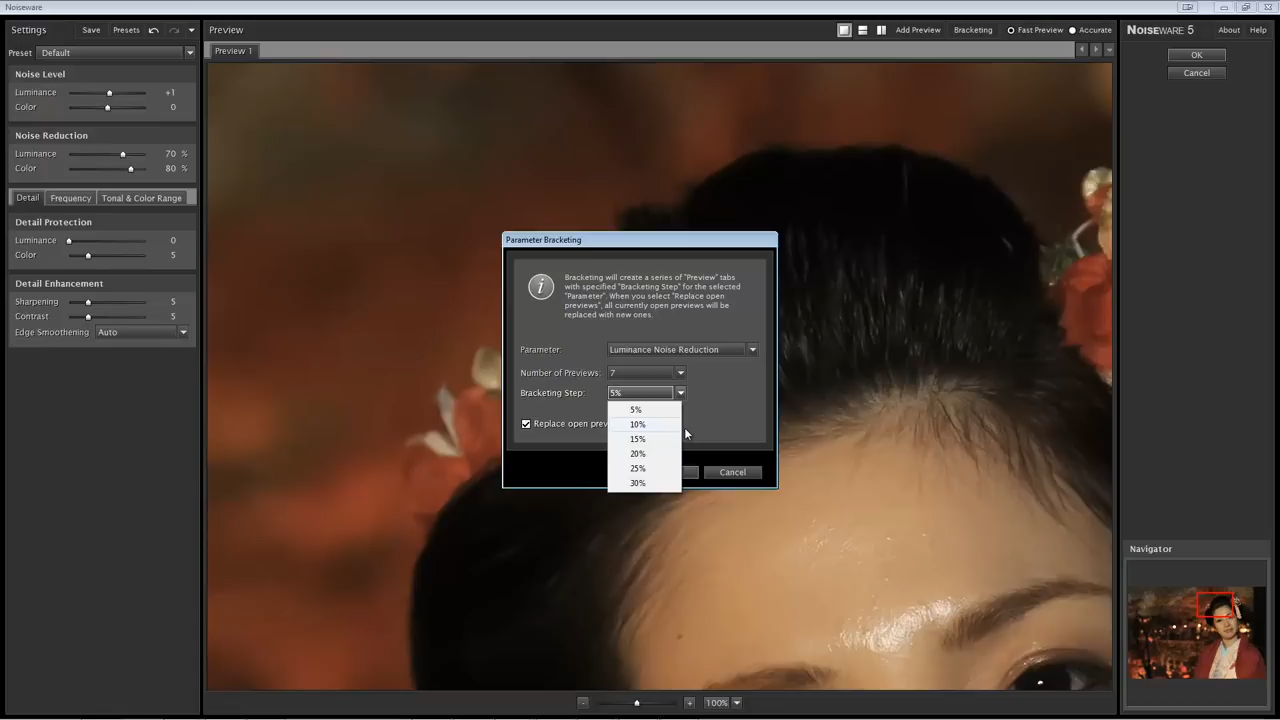 Noiseware
Settings Save Presets
Preset Default
Noise Level
Luminance +1
Color 0
Noise Reduction
Luminance 70 %
Color 80 %
Detail Frequency Tonal & Color Range
Detail Protection
Luminance 0
Color 5
Detail Enhancement
Sharpening 5
Contrast 5
Edge Smoothening Auto
Preview Add Preview Bracketing Fast Preview Accurate
Preview 1
Parameter Bracketing
Bracketing will create a series of "Preview" tabs
with specified "Bracketing Step" for the selected
"Parameter". When you select "Replace open
previews", all currently open previews will be
replaced with new ones.
Parameter: Luminance Noise Reduction
Number of Previews: 7
Bracketing Step: 5%
5%
10%
15%
20%
25%
30%
Replace open prev
Cancel
- + 100%
NOISEWARE 5 About Help
OK
Cancel
Navigator